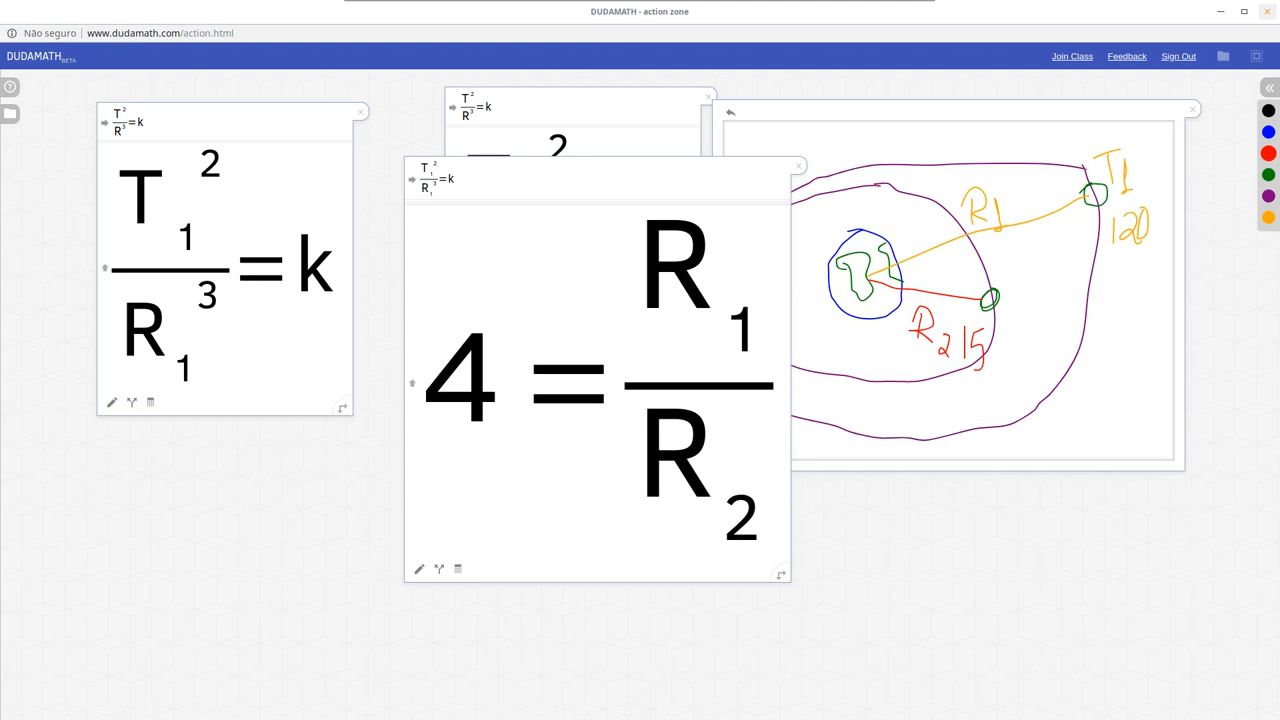 DUDAMATH - action zone
Não seguro | www.dudamath.com/action.html
DUDAMATH BETA
Join Class Feedback Sign Out
T²/R³=k
T₁²/R₁³=k
T²/R³=k
2
T₁²/R₁³=k
4=R₁/R₂
R1
T1
120
R2 15